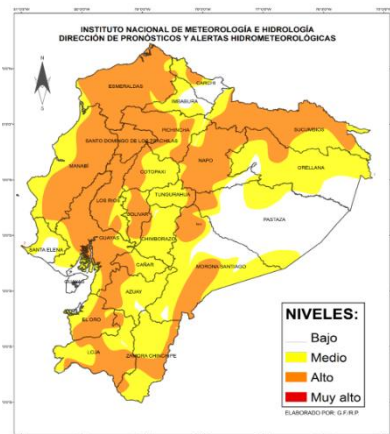 INSTITUTO NACIONAL DE METEOROLOGÍA E HIDROLOGÍA
DIRECCIÓN DE PRONÓSTICOS Y ALERTAS HIDROMETEOROLÓGICAS
N
ESMERALDAS
CARCHI
IMBABURA
SUCUMBIOS
PICHINCHA
SANTO DOMINGO DE LOS TSACHILAS
NAPO
ORELLANA
MANABI
COTOPAXI
TUNGURAHUA
LOS RIOS
BOLIVAR
PASTAZA
GUAYAS
CHIMBORAZO
SANTA ELENA
CAÑAR
MORONA SANTIAGO
AZUAY
EL ORO
LOJA
ZAMORA CHINCHIPE
NIVELES:
Bajo
Medio
Alto
Muy alto
ELABORADO POR: G.F/R.P.